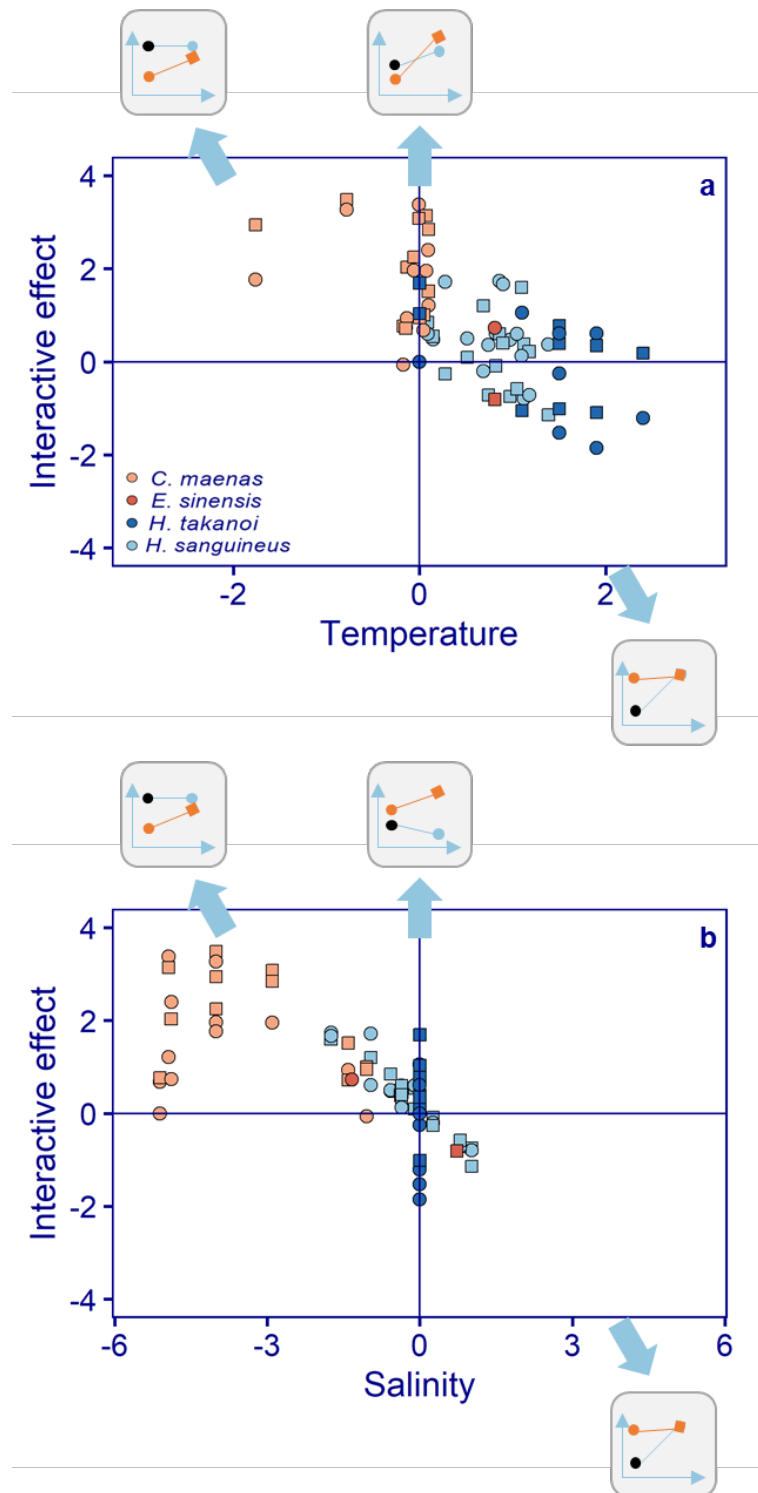 a
4
2
0
-2
-4
Interactive effect
C. maenas
E. sinensis
H. takanoi
H. sanguineus
-2
0
2
Temperature
b
4
2
0
-2
-4
Interactive effect
-6
-3
0
3
6
Salinity